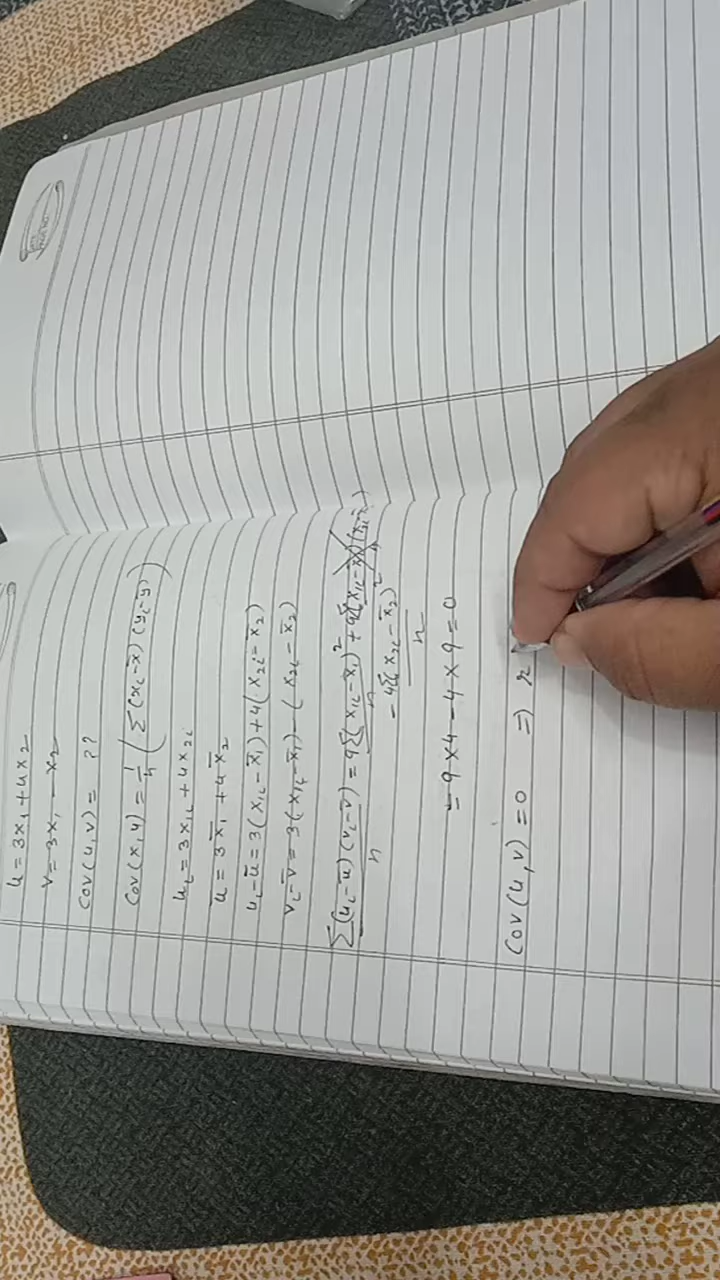 u = 3x₁ + 4x₂
v = 3x₁ - x₂
cov(u, v) = ??
cov(x, y) = 1/n (Σ(xᵢ - x̄)(yᵢ - ȳ))
uᵢ = 3x₁ᵢ + 4x₂ᵢ
ū = 3x̄₁ + 4x̄₂
uᵢ - ū = 3(x₁ᵢ - x̄₁) + 4(x₂ᵢ - x̄₂)
vᵢ - v̄ = 3(x₁ᵢ - x̄₁) - (x₂ᵢ - x̄₂)
Σ(uᵢ - ū)(vᵢ - v̄)/n = 9Σ(x₁ᵢ - x̄₁)²/n + 9Σ
- 4Σ(x₂ᵢ - x̄₂)²/n
= 9 × 4 - 4 × 9 = 0
cov(u, v) = 0 ⇒ r